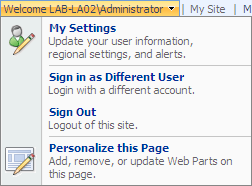 Welcome LAB-LA02\Administrator | My Site |
My Settings
Update your user information,
regional settings, and alerts.
Sign in as Different User
Login with a different account.
Sign Out
Logout of this site.
Personalize this Page
Add, remove, or update Web Parts on
this page.